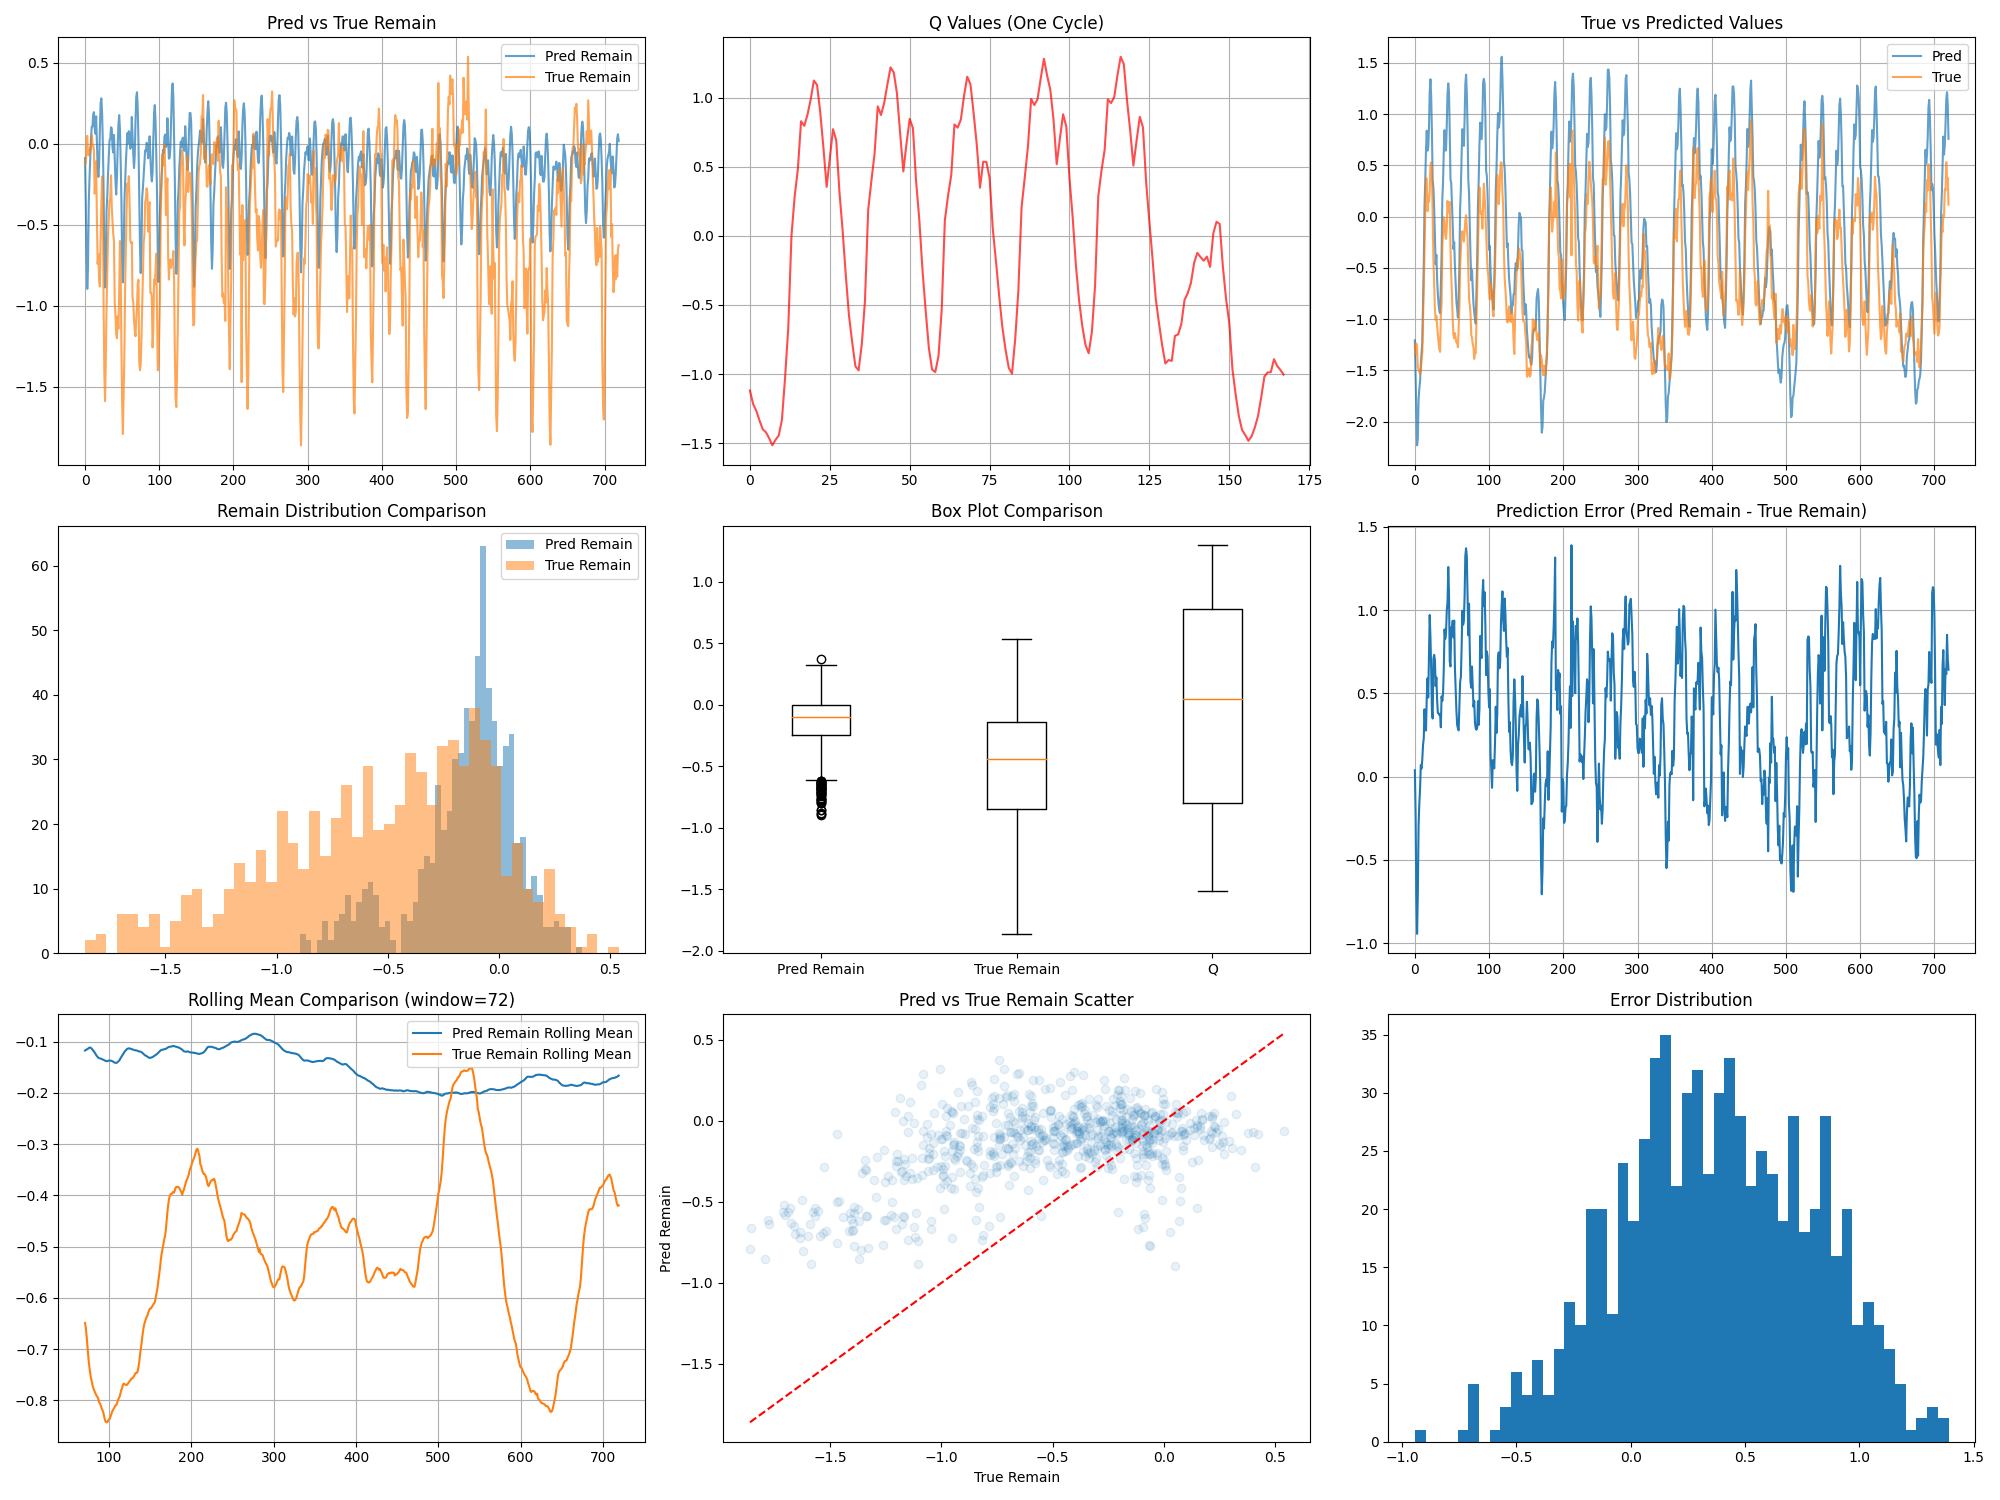 Pred vs True Remain
Pred Remain
True Remain
0.5
0.0
−0.5
−1.0
−1.5
0 100 200 300 400 500 600 700
Q Values (One Cycle)
1.0
0.5
0.0
−0.5
−1.0
−1.5
0 25 50 75 100 125 150 175
True vs Predicted Values
Pred
True
1.5
1.0
0.5
0.0
−0.5
−1.0
−1.5
−2.0
0 100 200 300 400 500 600 700
Remain Distribution Comparison
Pred Remain
True Remain
60
50
40
30
20
10
0
−1.5 −1.0 −0.5 0.0 0.5
Box Plot Comparison
1.0
0.5
0.0
−0.5
−1.0
−1.5
−2.0
Pred Remain True Remain Q
Prediction Error (Pred Remain - True Remain)
1.5
1.0
0.5
0.0
−0.5
−1.0
0 100 200 300 400 500 600 700
Rolling Mean Comparison (window=72)
Pred Remain Rolling Mean
True Remain Rolling Mean
−0.1
−0.2
−0.3
−0.4
−0.5
−0.6
−0.7
−0.8
100 200 300 400 500 600 700
Pred vs True Remain Scatter
Pred Remain
0.5
0.0
−0.5
−1.0
−1.5
−1.5 −1.0 −0.5 0.0 0.5
True Remain
Error Distribution
35
30
25
20
15
10
5
0
−1.0 −0.5 0.0 0.5 1.0 1.5